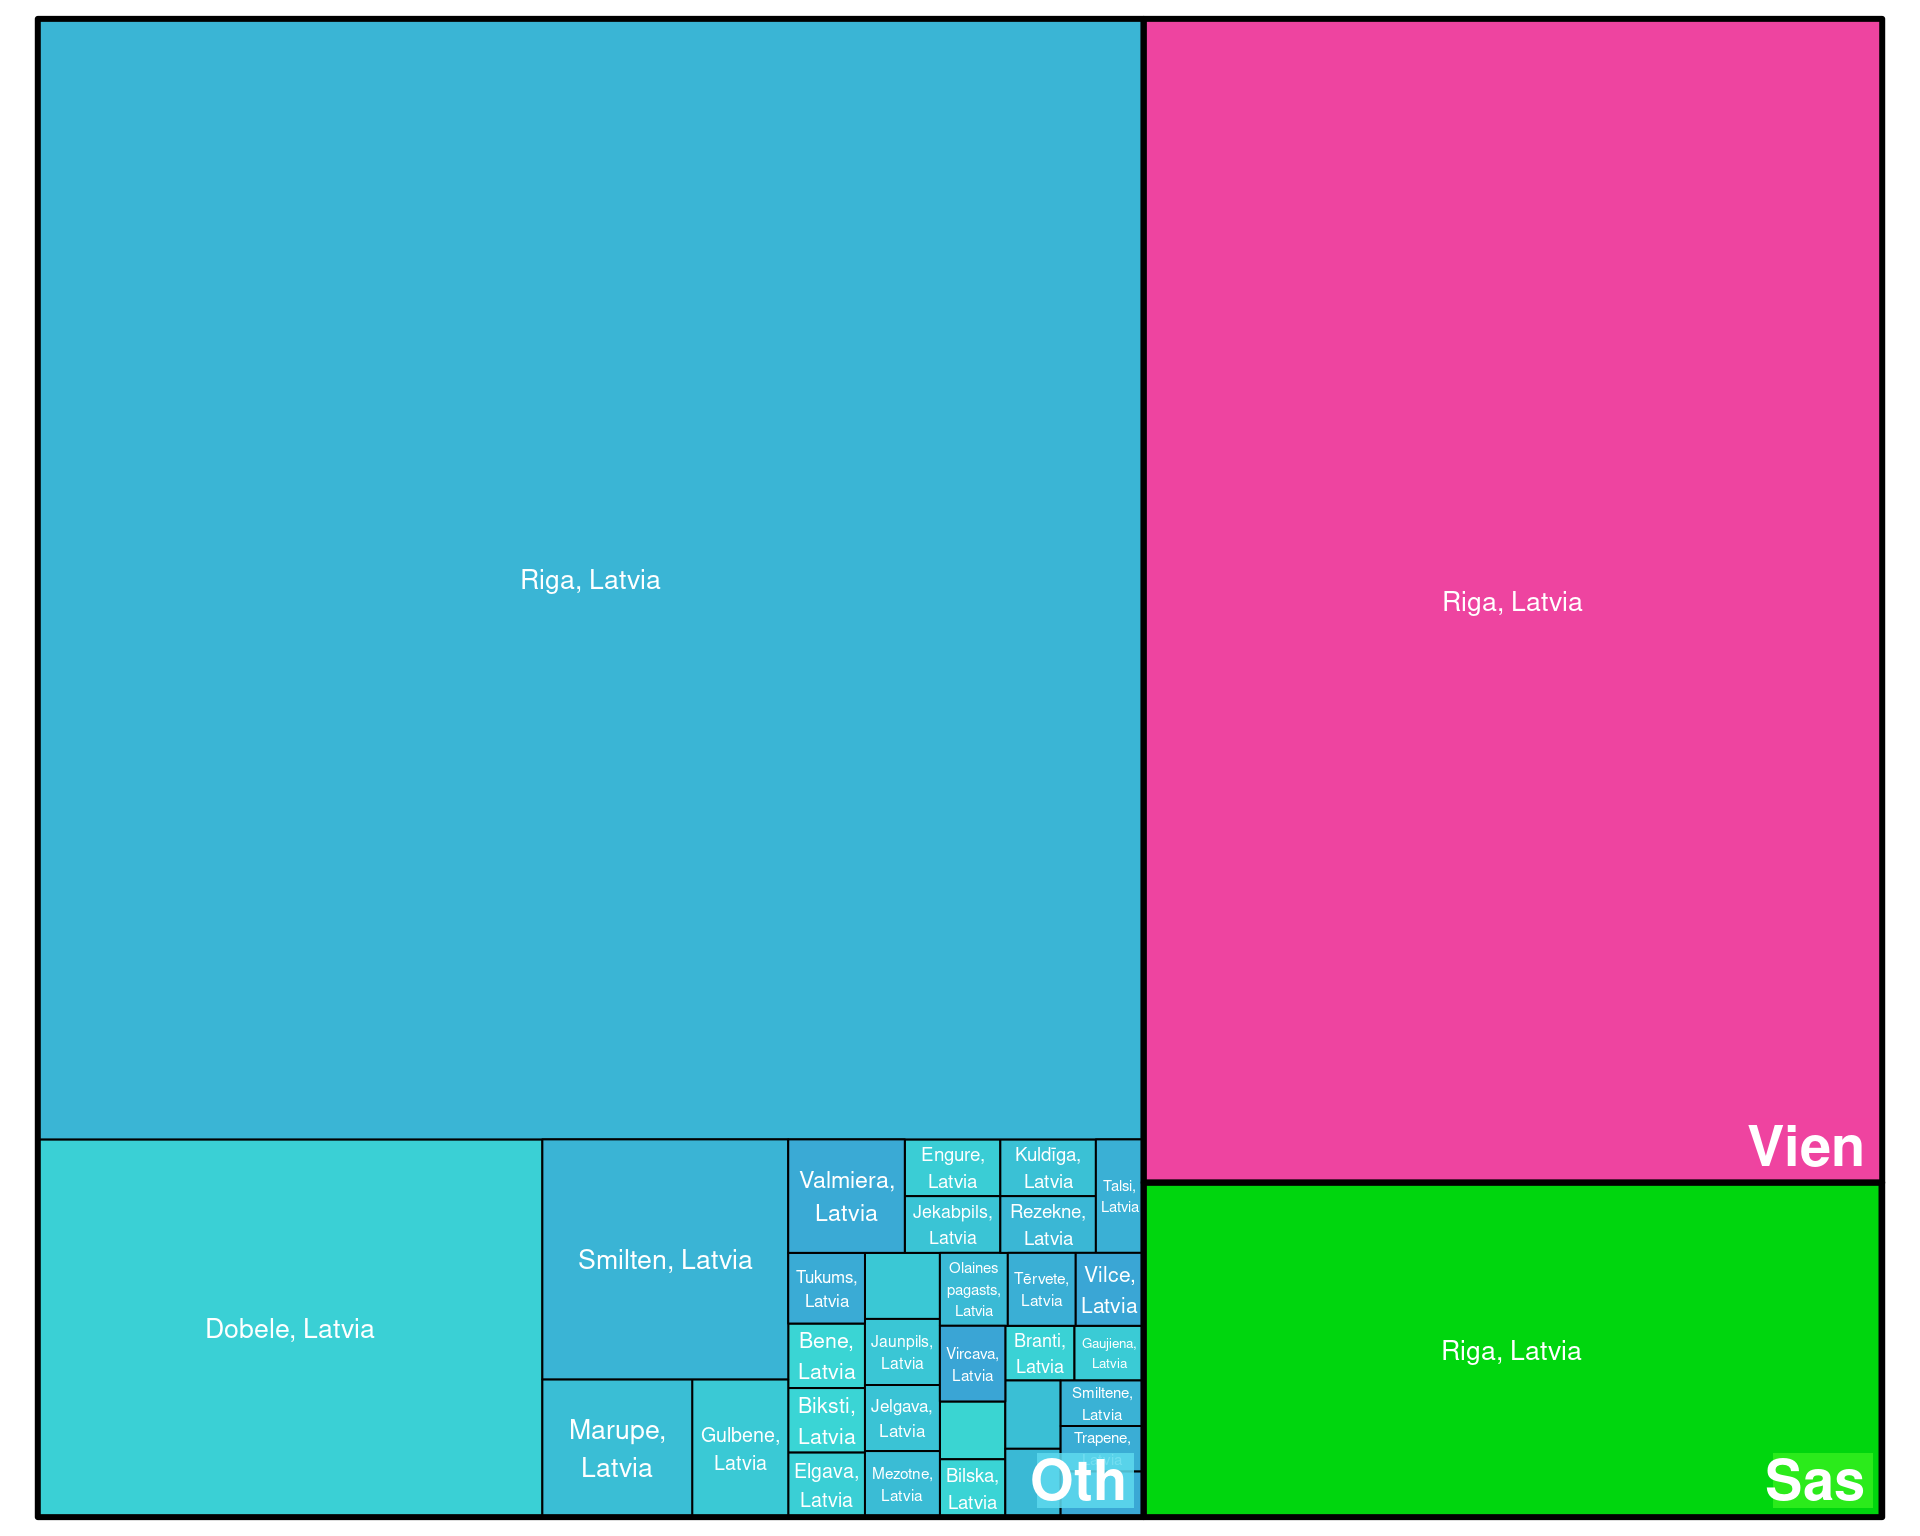 Riga, Latvia
Riga, Latvia
Vien
Dobele, Latvia
Smilten, Latvia
Marupe,
Latvia
Gulbene,
Latvia
Valmiera,
Latvia
Engure,
Latvia
Kuldīga,
Latvia
Talsi,
Latvia
Jekabpils,
Latvia
Rezekne,
Latvia
Tukums,
Latvia
Olaines
pagasts,
Latvia
Tērvete,
Latvia
Vilce,
Latvia
Bene,
Latvia
Jaunpils,
Latvia
Vircava,
Latvia
Branti,
Latvia
Gaujiena,
Latvia
Biksti,
Latvia
Jelgava,
Latvia
Smiltene,
Latvia
Trapene,
Elgava,
Latvia
Mezotne,
Latvia
Bilska,
Latvia
Oth
Riga, Latvia
Sas